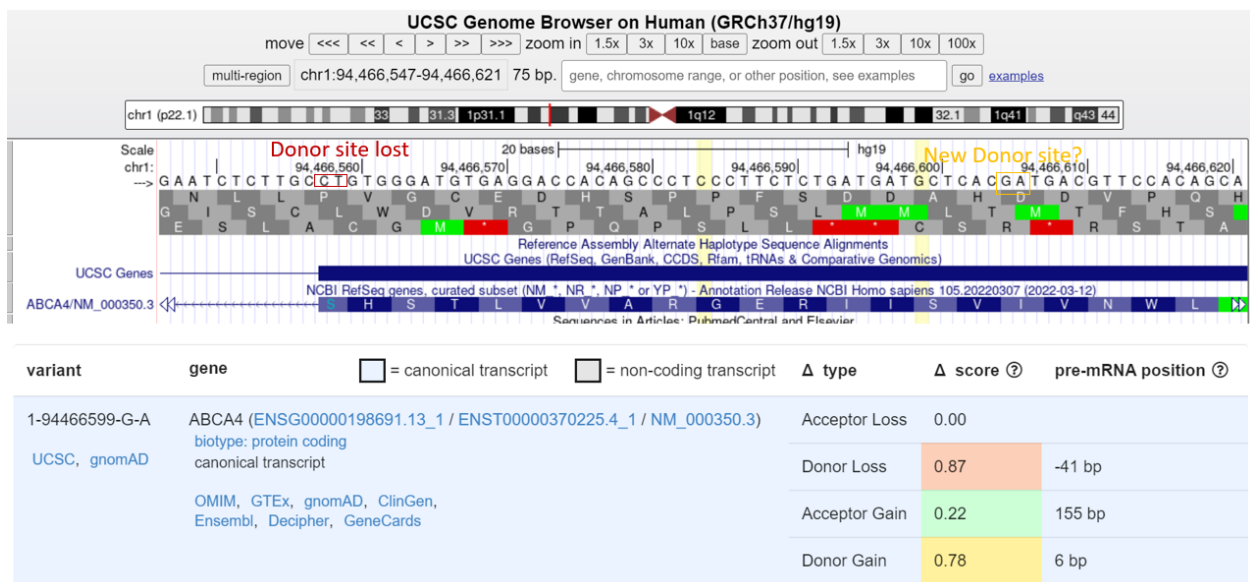 UCSC Genome Browser on Human (GRCh37/hg19)
move <<< << < > >> >>> zoom in 1.5x 3x 10x base zoom out 1.5x 3x 10x 100x
multi-region chr1:94,466,547-94,466,621 75 bp. gene, chromosome range, or other position, see examples go examples
chr1 (p22.1) 33 31.3 1p31.1 1q12 32.1 1q41 q43 44
Scale 20 bases hg19
Donor site lost New Donor site?
chr1: 94,466,560 94,466,570 94,466,580 94,466,590 94,466,600 94,466,610 94,466,620
---> G A A T C T C T T G C C T G T G G G A T G T G A G G A C C A C A G C C C T C C C C T T C T C T G A T G A T G C T C A C G A T G A C G T T C C A C A G C A
N L L P V G C E D H S P P F S D D A H D D V P Q H
G I S C L W D V R T T A L P S L M M L T M T F H S
E S L A C G M * G P Q P S L L * * C S R * R S T A
Reference Assembly Alternate Haplotype Sequence Alignments
UCSC Genes (RefSeq, GenBank, CCDS, Rfam, tRNAs & Comparative Genomics)
UCSC Genes
NCBI RefSeq genes, curated subset (NM_*, NR_*, NP_* or YP_*) - Annotation Release NCBI Homo sapiens 105.20220307 (2022-03-12)
ABCA4/NM_000350.3 S H S T L V V A R G E R I I S V I V N W L
Sequences in Articles: PubmedCentral and Elsevier
variant gene = canonical transcript = non-coding transcript Δ type Δ score ? pre-mRNA position ?
1-94466599-G-A ABCA4 (ENSG00000198691.13_1 / ENST00000370225.4_1 / NM_000350.3) Acceptor Loss 0.00
biotype: protein coding
UCSC, gnomAD canonical transcript Donor Loss 0.87 -41 bp
OMIM, GTEx, gnomAD, ClinGen, Acceptor Gain 0.22 155 bp
Ensembl, Decipher, GeneCards
Donor Gain 0.78 6 bp